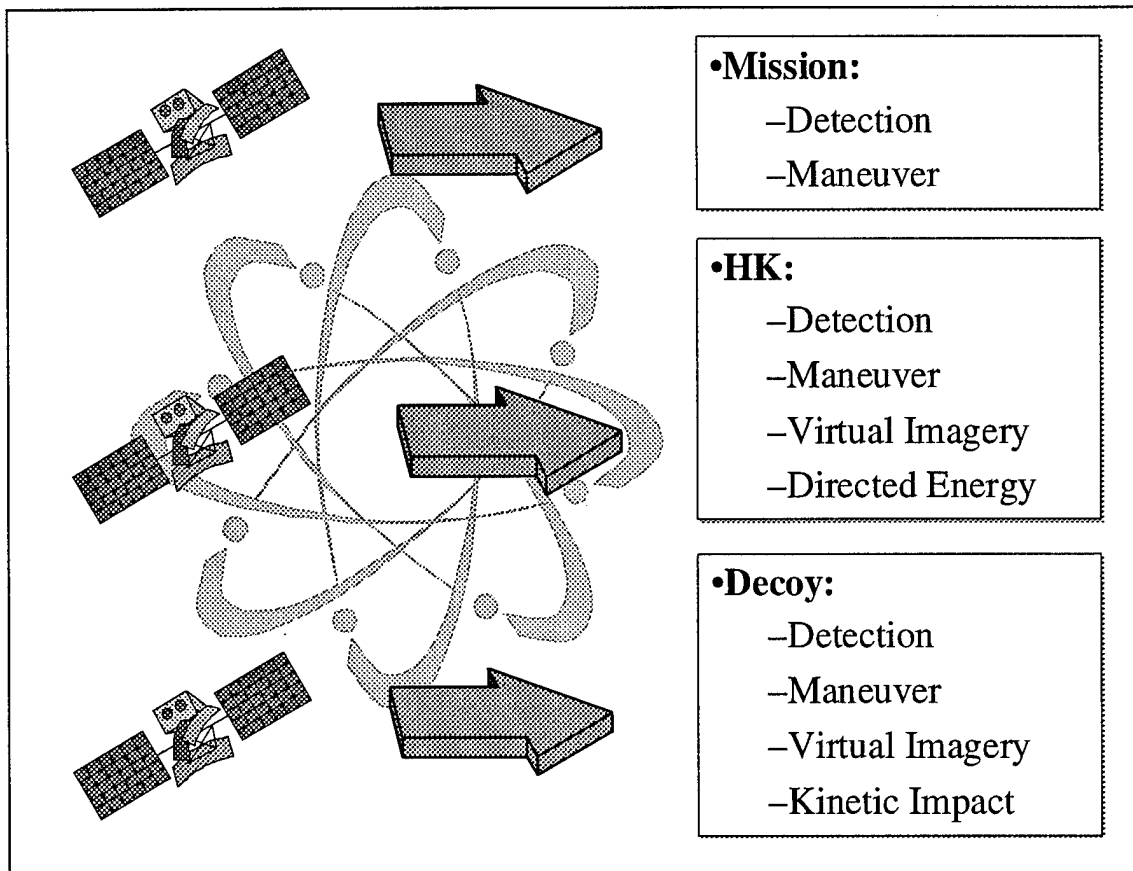 •Mission:
–Detection
–Maneuver
•HK:
–Detection
–Maneuver
–Virtual Imagery
–Directed Energy
•Decoy:
–Detection
–Maneuver
–Virtual Imagery
–Kinetic Impact